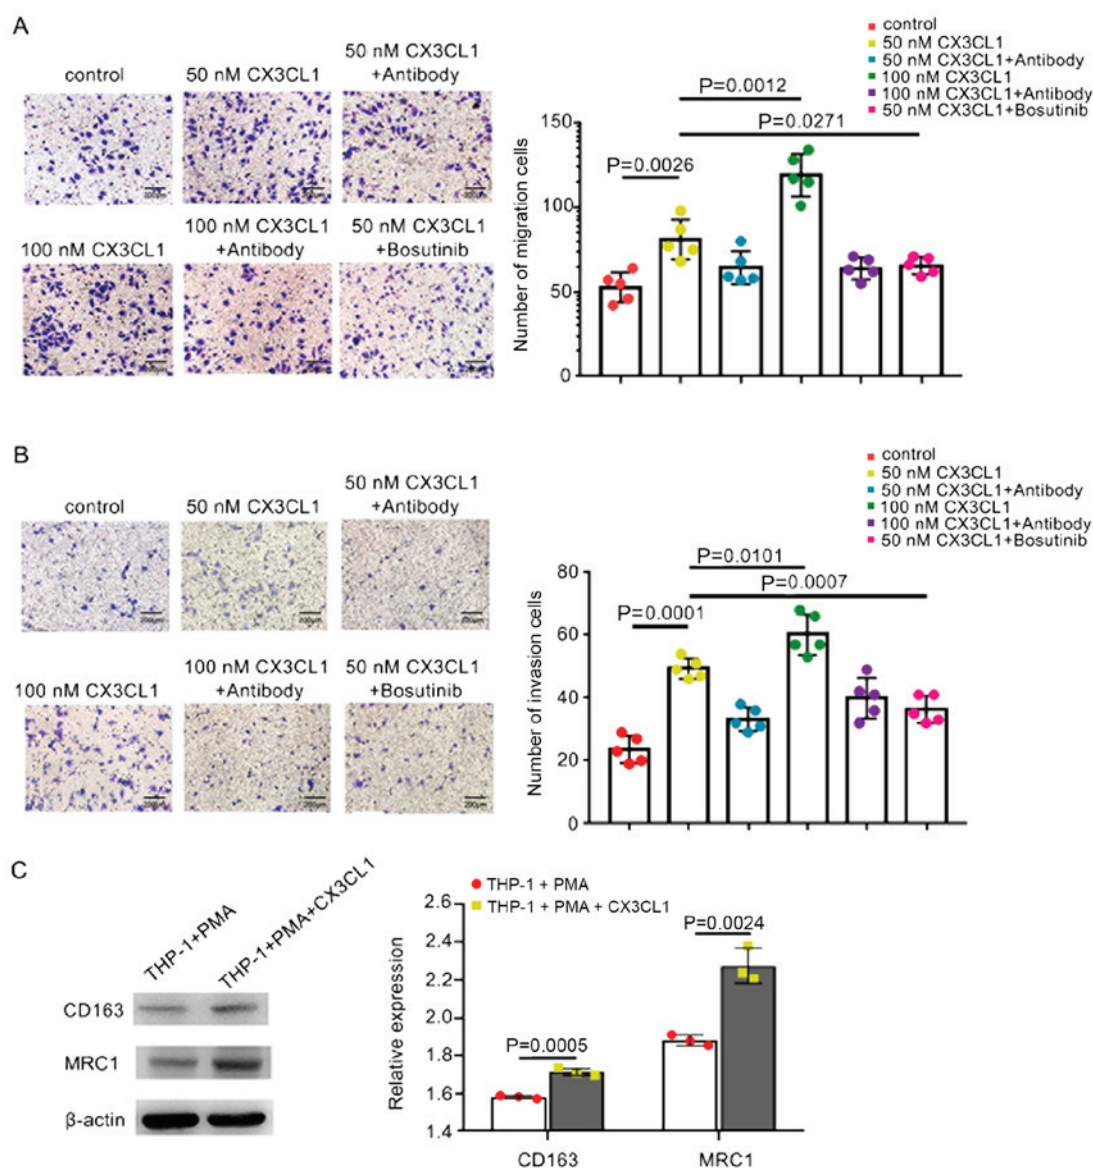 A
control
50 nM CX3CL1
50 nM CX3CL1
+Antibody
100 nM CX3CL1
100 nM CX3CL1
+Antibody
50 nM CX3CL1
+Bosutinib
control
50 nM CX3CL1
50 nM CX3CL1+Antibody
100 nM CX3CL1
100 nM CX3CL1+Antibody
50 nM CX3CL1+Bosutinib
P=0.0012
P=0.0271
P=0.0026
Number of migration cells
150
100
50
0
B
control
50 nM CX3CL1
50 nM CX3CL1
+Antibody
200μm
200μm
200μm
100 nM CX3CL1
100 nM CX3CL1
+Antibody
50 nM CX3CL1
+Bosutinib
200μm
200μm
control
50 nM CX3CL1
50 nM CX3CL1+Antibody
100 nM CX3CL1
100 nM CX3CL1+Antibody
50 nM CX3CL1+Bosutinib
P=0.0101
P=0.0007
P=0.0001
Number of invasion cells
80
60
40
20
0
C
THP-1+PMA
THP-1+PMA+CX3CL1
CD163
MRC1
β-actin
THP-1 + PMA
THP-1 + PMA + CX3CL1
P=0.0024
P=0.0005
Relative expression
2.6
2.4
2.2
2.0
1.8
1.6
1.4
CD163
MRC1